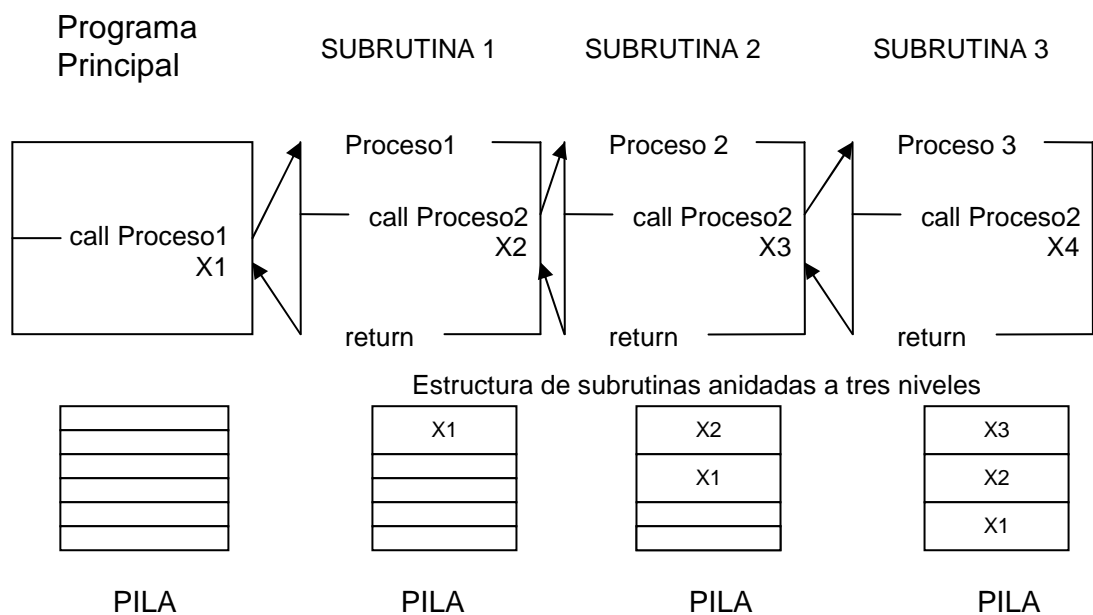 Programa
Principal
SUBRUTINA 1
SUBRUTINA 2
SUBRUTINA 3
Proceso1
Proceso 2
Proceso 3
call Proceso1
X1
call Proceso2
X2
call Proceso2
X3
call Proceso2
X4
return
return
return
Estructura de subrutinas anidadas a tres niveles
X1
X2
X1
X3
X2
X1
PILA
PILA
PILA
PILA